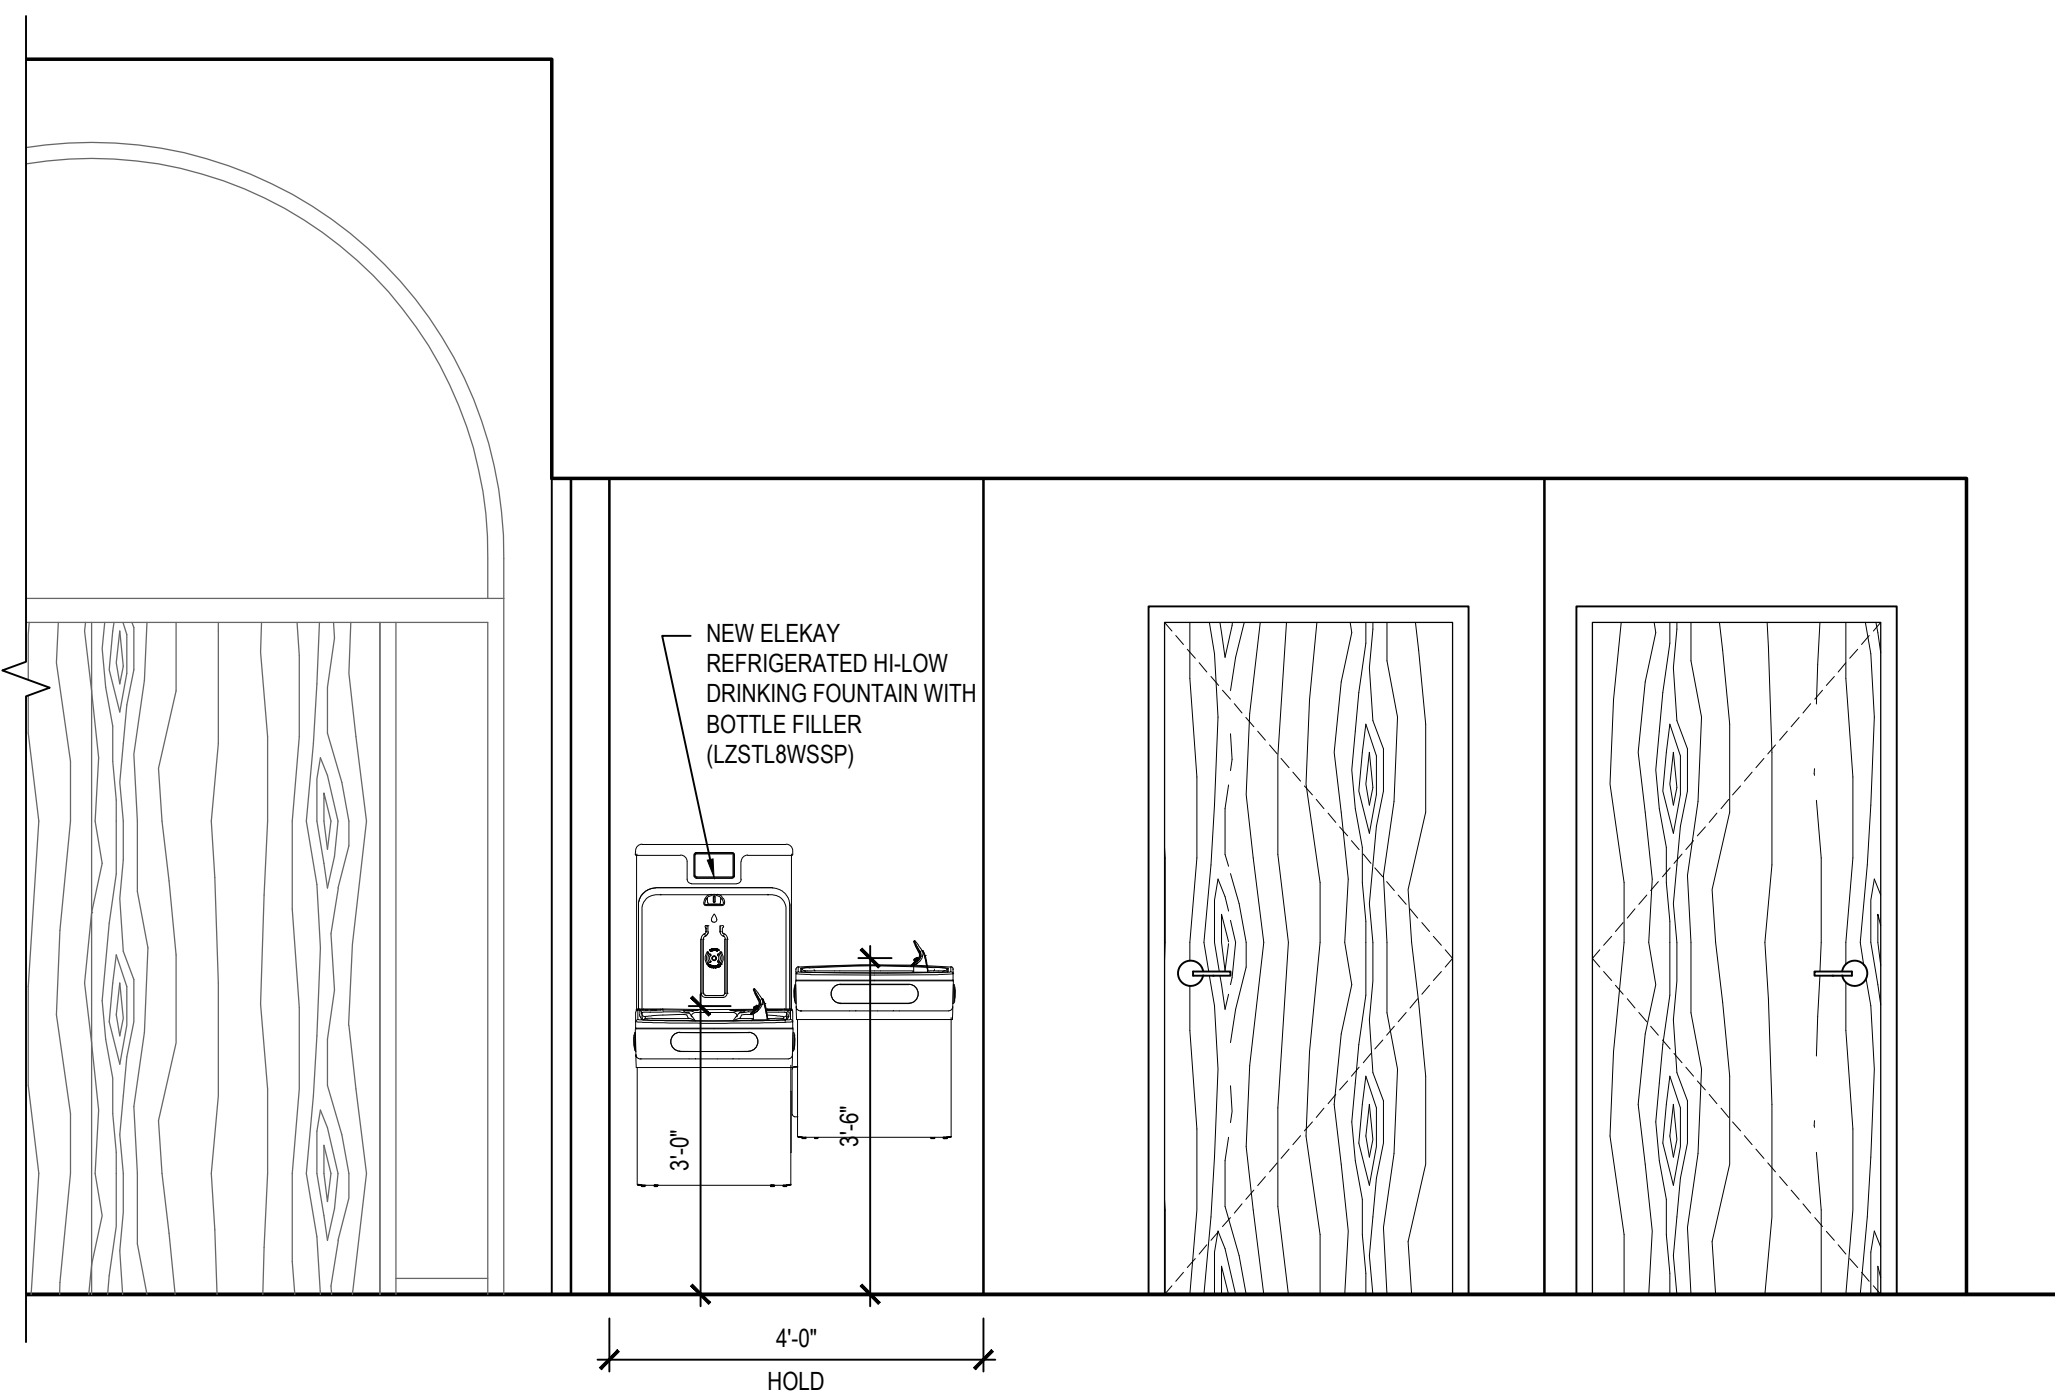 NEW ELEKAY
REFRIGERATED HI-LOW
DRINKING FOUNTAIN WITH
BOTTLE FILLER
(LZSTL8WSSP)
3'-0"
3'-6"
4'-0"
HOLD